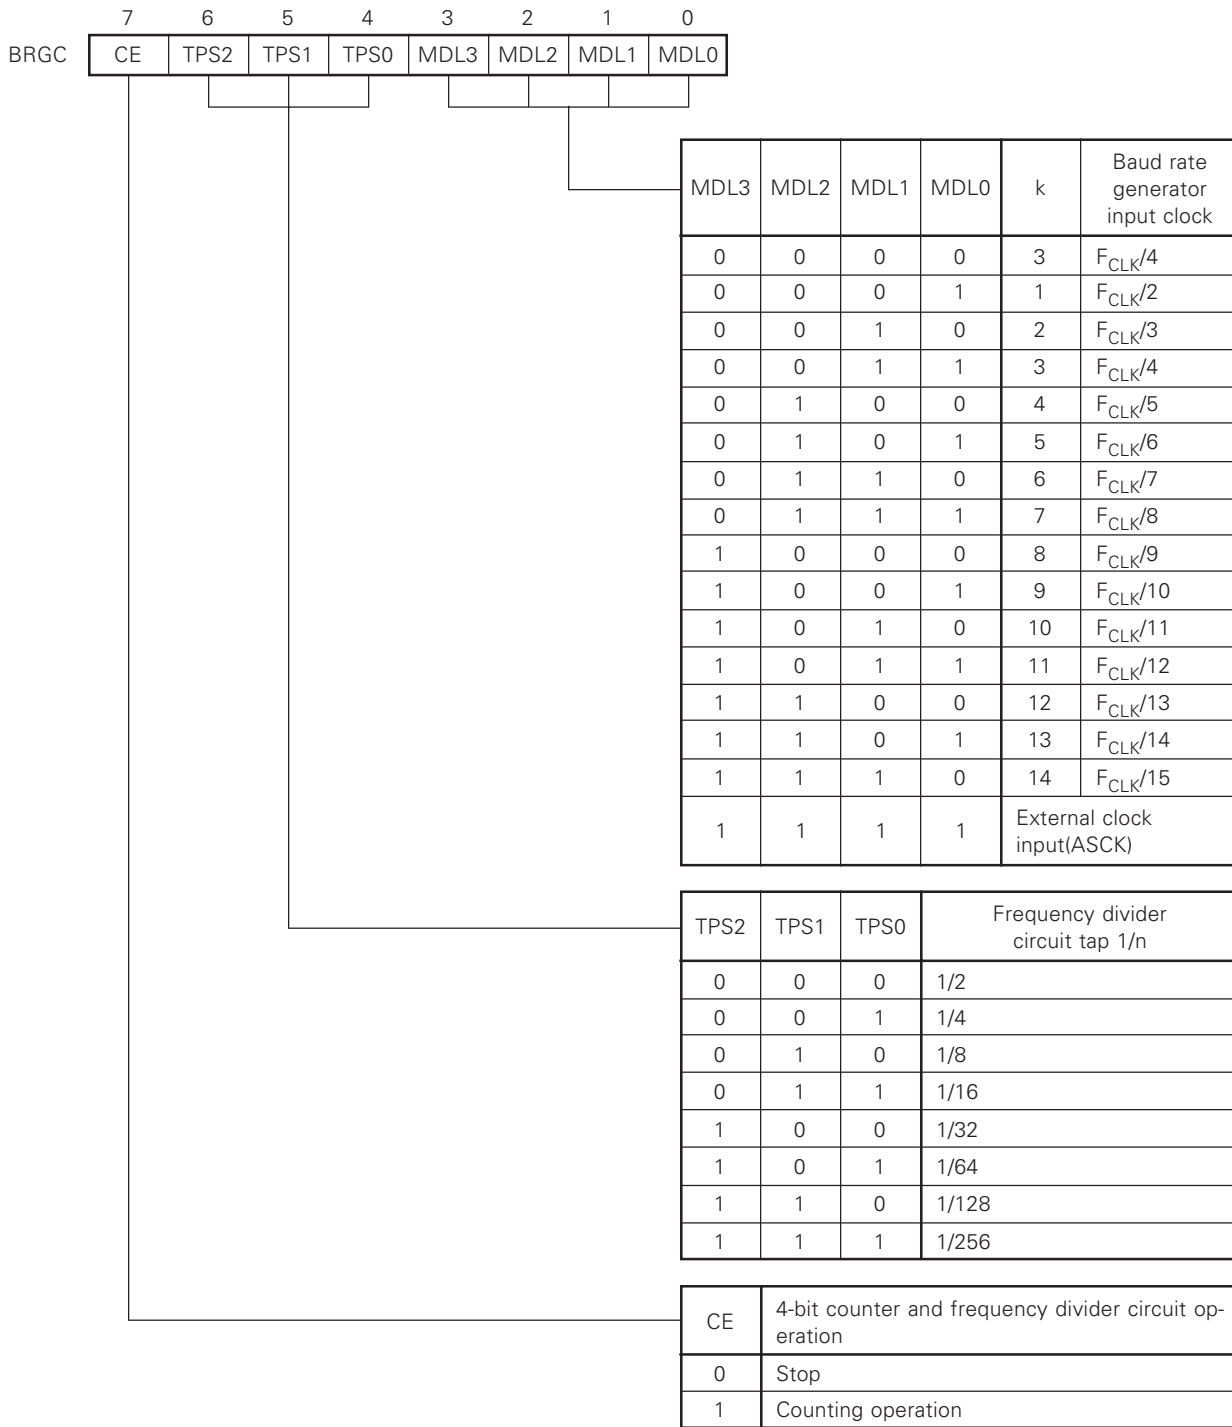 7 6 5 4 3 2 1 0
BRGC CE TPS2 TPS1 TPS0 MDL3 MDL2 MDL1 MDL0
MDL3 MDL2 MDL1 MDL0 k Baud rate
generator
input clock
0 0 0 0 3 FCLK/4
0 0 0 1 1 FCLK/2
0 0 1 0 2 FCLK/3
0 0 1 1 3 FCLK/4
0 1 0 0 4 FCLK/5
0 1 0 1 5 FCLK/6
0 1 1 0 6 FCLK/7
0 1 1 1 7 FCLK/8
1 0 0 0 8 FCLK/9
1 0 0 1 9 FCLK/10
1 0 1 0 10 FCLK/11
1 0 1 1 11 FCLK/12
1 1 0 0 12 FCLK/13
1 1 0 1 13 FCLK/14
1 1 1 0 14 FCLK/15
1 1 1 1 External clock
input(ASCK)
TPS2 TPS1 TPS0 Frequency divider
circuit tap 1/n
0 0 0 1/2
0 0 1 1/4
0 1 0 1/8
0 1 1 1/16
1 0 0 1/32
1 0 1 1/64
1 1 0 1/128
1 1 1 1/256
CE 4-bit counter and frequency divider circuit op-
eration
0 Stop
1 Counting operation